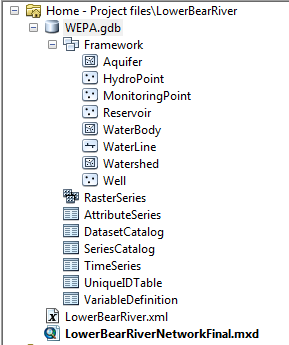 Home - Project files\LowerBearRiver
WEPA.gdb
Framework
Aquifer
HydroPoint
MonitoringPoint
Reservoir
WaterBody
WaterLine
Watershed
Well
RasterSeries
AttributeSeries
DatasetCatalog
SeriesCatalog
TimeSeries
UniqueIDTable
VariableDefinition
LowerBearRiver.xml
LowerBearRiverNetworkFinal.mxd